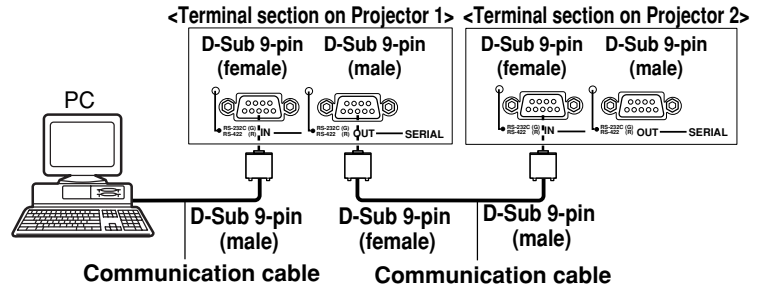 <Terminal section on Projector 1> <Terminal section on Projector 2>
D-Sub 9-pin D-Sub 9-pin D-Sub 9-pin D-Sub 9-pin
(female) (male) (female) (male)
PC
RS-232C (G) IN RS-232C (G) OUT SERIAL RS-232C (G) IN RS-232C (G) OUT SERIAL
RS-422 (R) RS-422 (R) RS-422 (R) RS-422 (R)
D-Sub 9-pin D-Sub 9-pin D-Sub 9-pin
(male) (female) (male)
Communication cable Communication cable